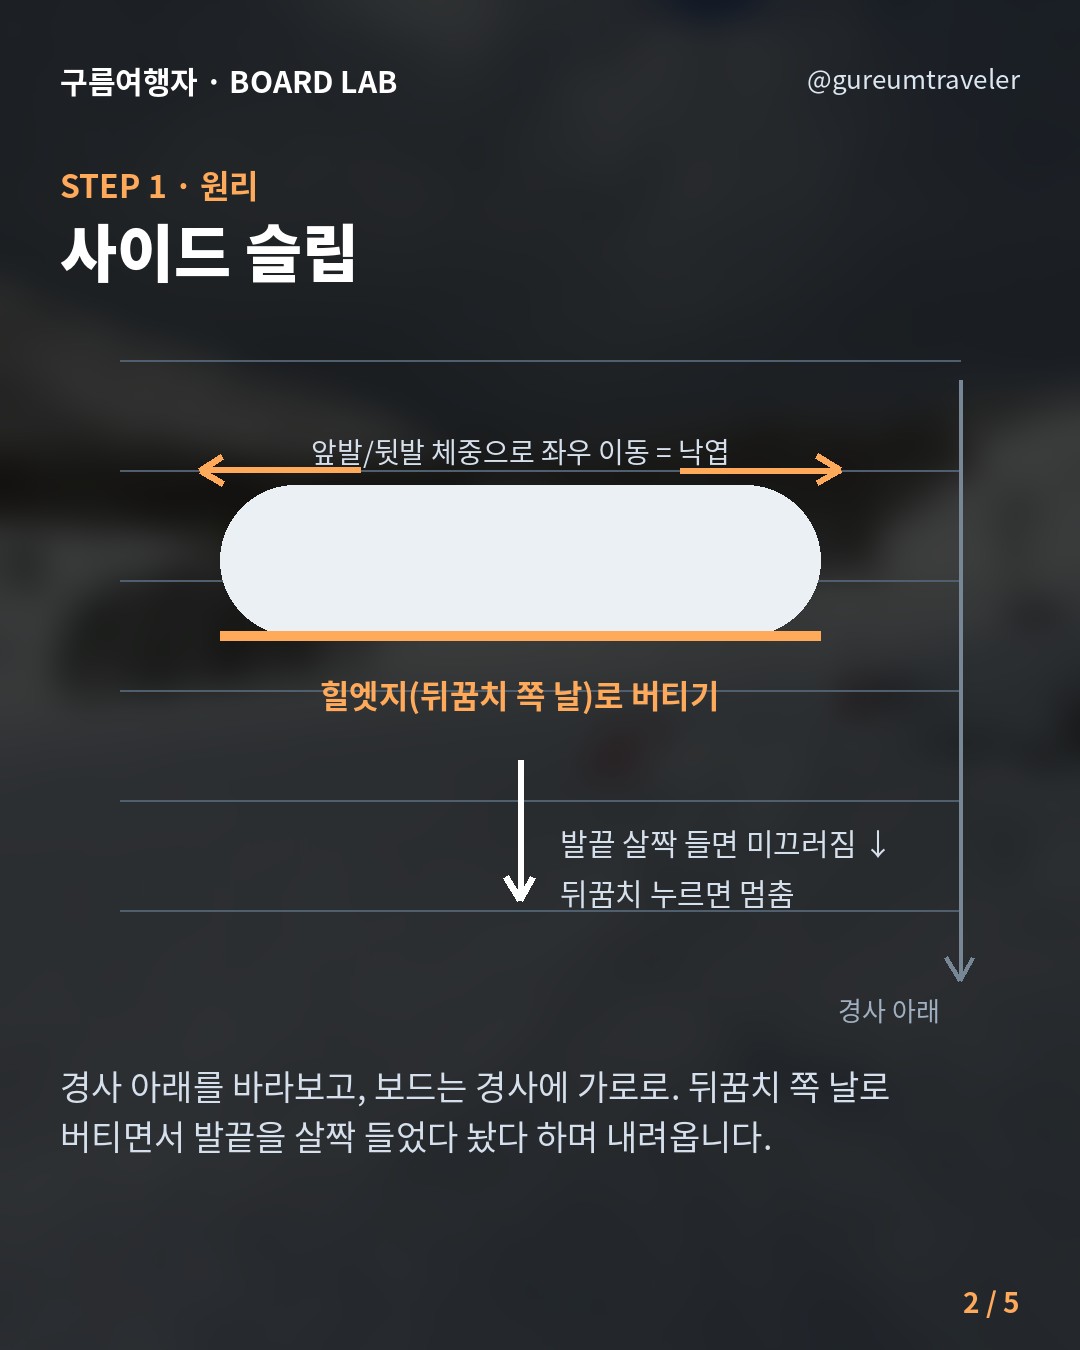 구름여행자 · BOARD LAB
@gureumtraveler
STEP 1 · 원리
사이드 슬립
앞발/뒷발 체중으로 좌우 이동 = 낙엽
힐엣지(뒤꿈치 쪽 날)로 버티기
발끝 살짝 들면 미끄러짐 ↓
뒤꿈치 누르면 멈춤
경사 아래
경사 아래를 바라보고, 보드는 경사에 가로로. 뒤꿈치 쪽 날로
버티면서 발끝을 살짝 들었다 놨다 하며 내려옵니다.
2 / 5